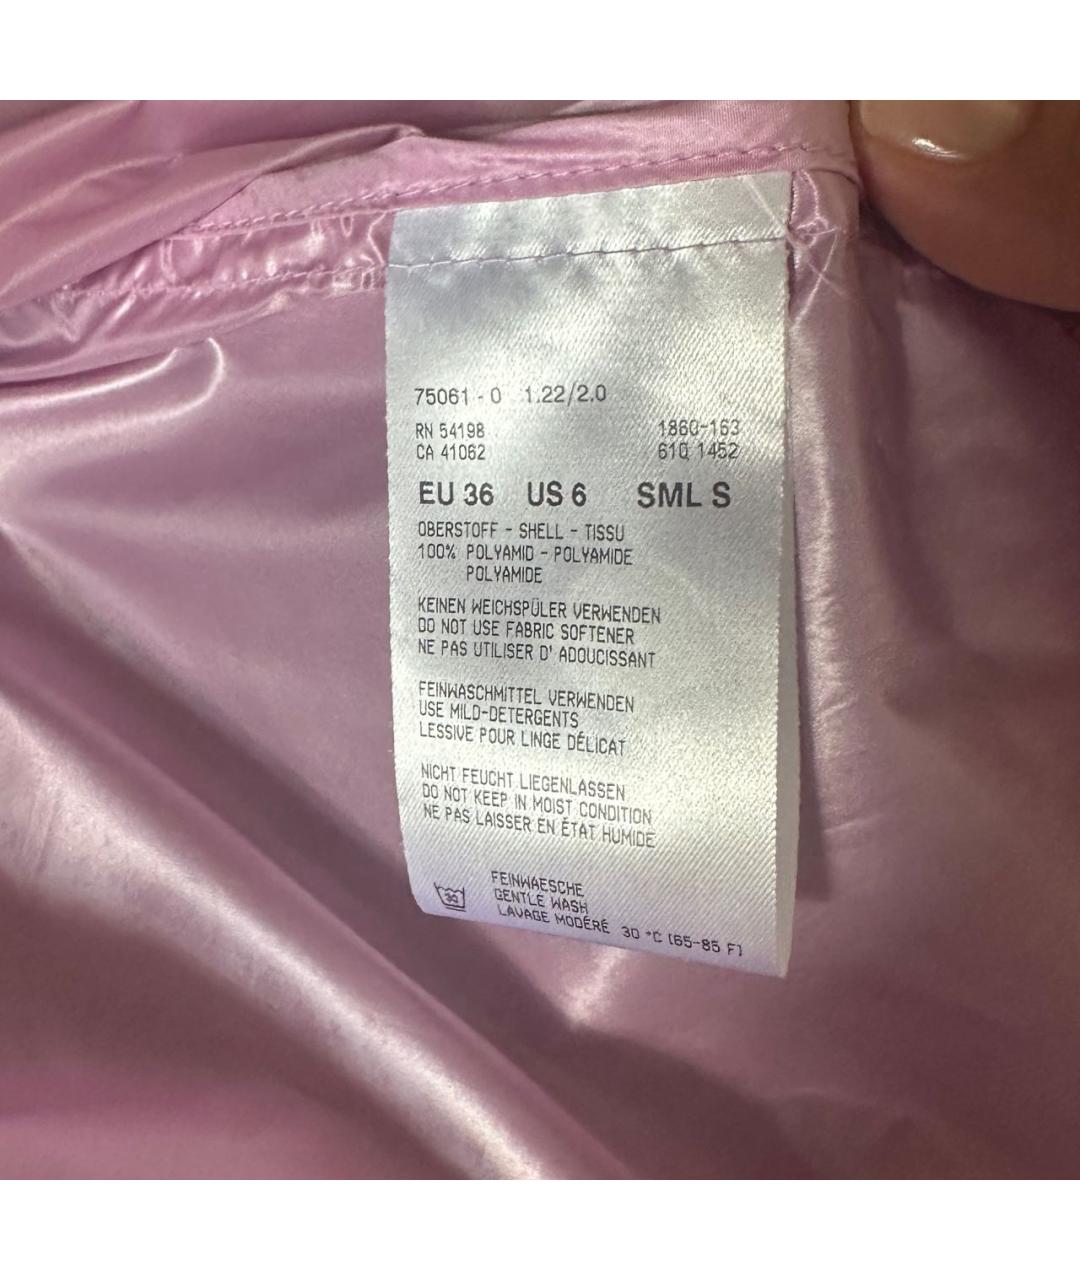 75061 - 0 1.22/2.0
RN 54198 1860-163
CA 41062 610 1452
EU 36 US 6 SML S
OBERSTOFF - SHELL - TISSU
100% POLYAMID - POLYAMIDE
POLYAMIDE
KEINEN WEICHSPÜLER VERWENDEN
DO NOT USE FABRIC SOFTENER
NE PAS UTILISER D' ADOUCISSANT
FEINWASCHMITTEL VERWENDEN
USE MILD-DETERGENTS
LESSIVE POUR LINGE DÉLICAT
NICHT FEUCHT LIEGENLASSEN
DO NOT KEEP IN MOIST CONDITION
NE PAS LAISSER EN ÉTAT HUMIDE
FEINWAESCHE
GENTLE WASH
30 LAVAGE MODÉRÉ 30 °C (65-85 F)